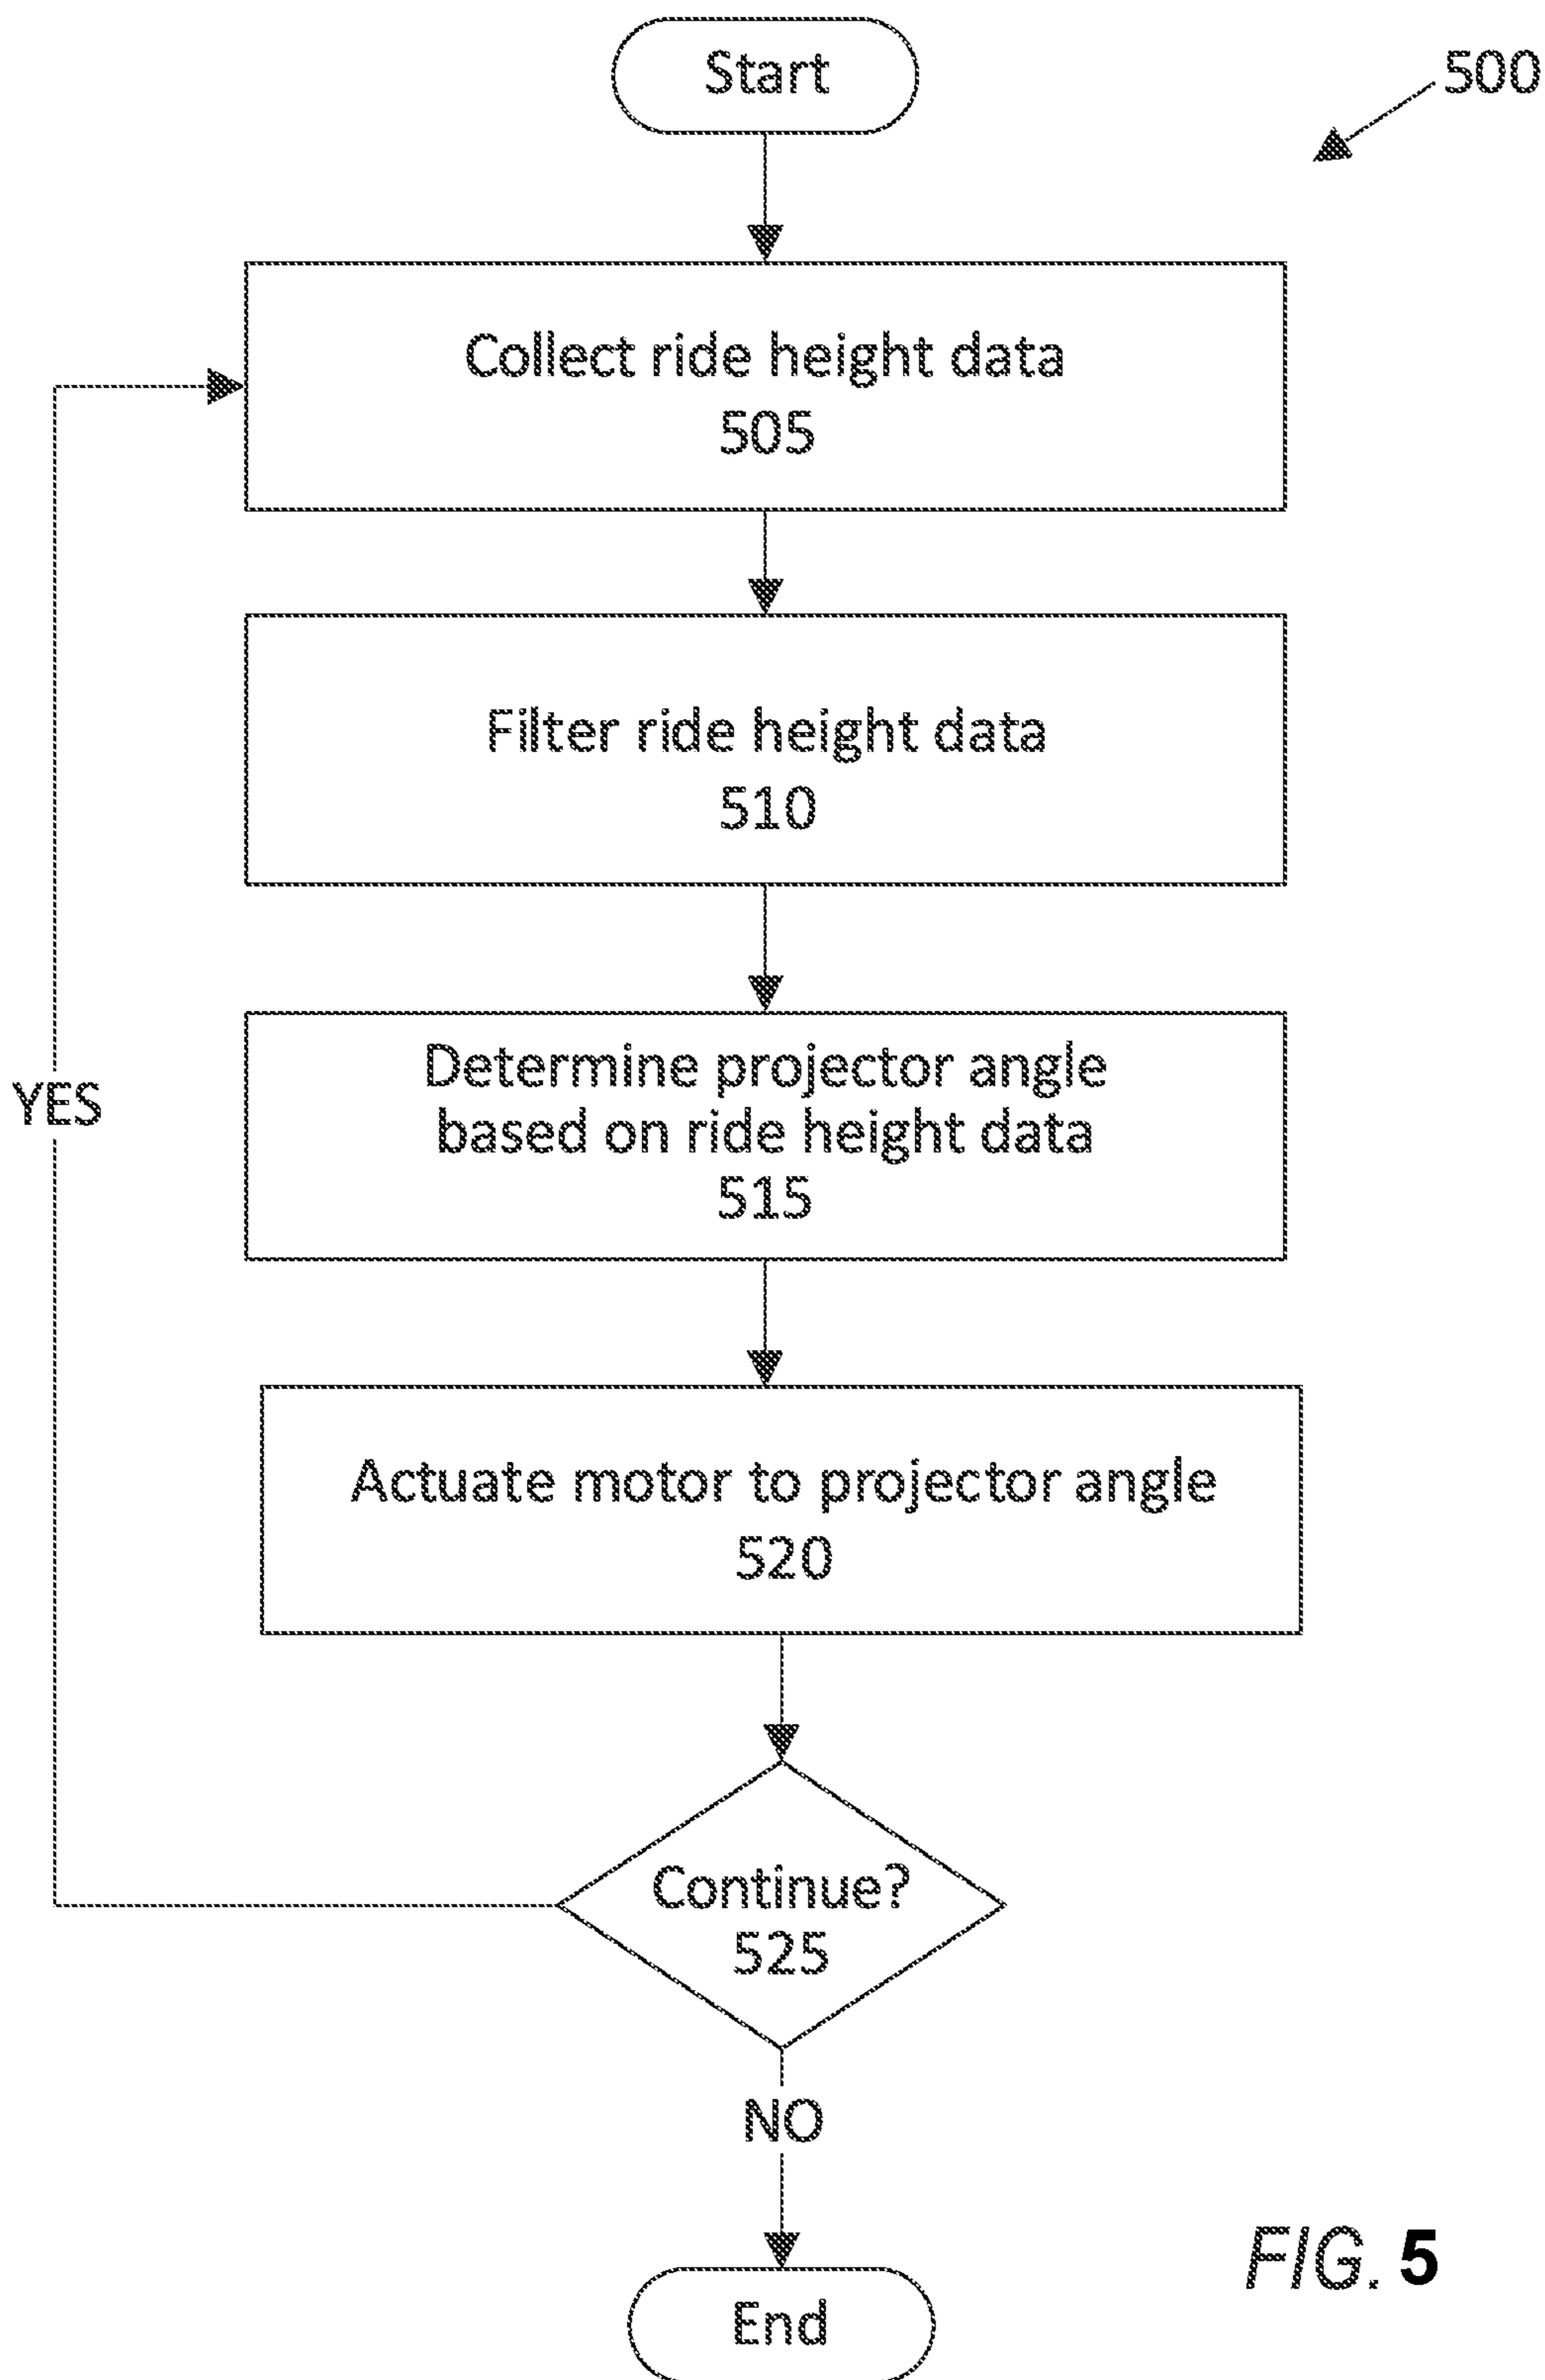 Start
500
Collect ride height data
505
Filter ride height data
510
Determine projector angle
based on ride height data
515
YES
Actuate motor to projector angle
520
Continue?
525
NO
End
FIG. 5